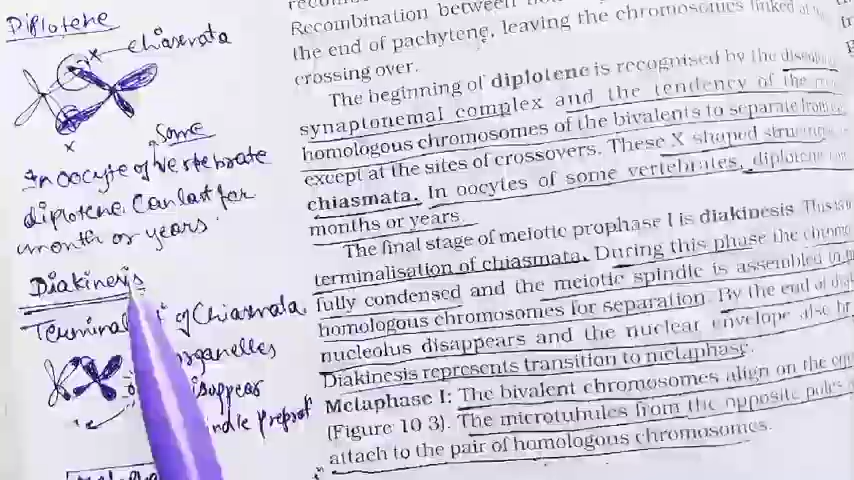 Diplotene
x chiasmata
x
Some
In oocyte of vertebrate
diplotene. Can last for
month or years.
Diakinesis
of Chiasmata.
organelles
Recombination between
the end of pachytene, leaving the chromosomes linked at
crossing over.
The beginning of diplotene is recognised by the
synaptonemal complex and the tendency of the
homologous chromosomes of the bivalents to separate from
except at the sites of crossovers. These X shaped
chiasmata. In oocytes of some vertebrates, diplotene can
months or years.
The final stage of meiotic prophase I is diakinesis. This is
terminalisation of chiasmata. During this phase the
fully condensed and the meiotic spindle is assembled to
homologous chromosomes for separation. By the end of
nucleolus disappears and the nuclear envelope also
Diakinesis represents transition to metaphase.
Metaphase I: The bivalent chromosomes align on the
(Figure 10 3). The microtubules from the opposite poles
attach to the pair of homologous chromosomes.